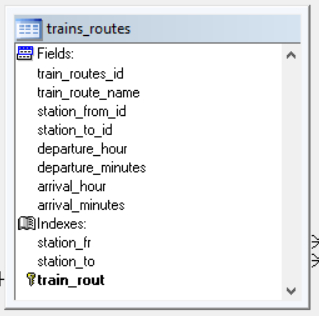 trains_routes
Fields:
train_routes_id
train_route_name
station_from_id
station_to_id
departure_hour
departure_minutes
arrival_hour
arrival_minutes
Indexes:
station_fr
station_to
train_rout